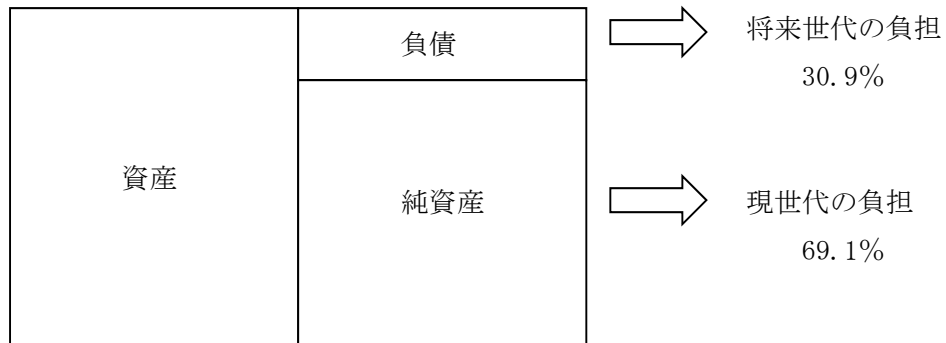 負債
将来世代の負担
30.9%
資産
純資産
現世代の負担
69.1%